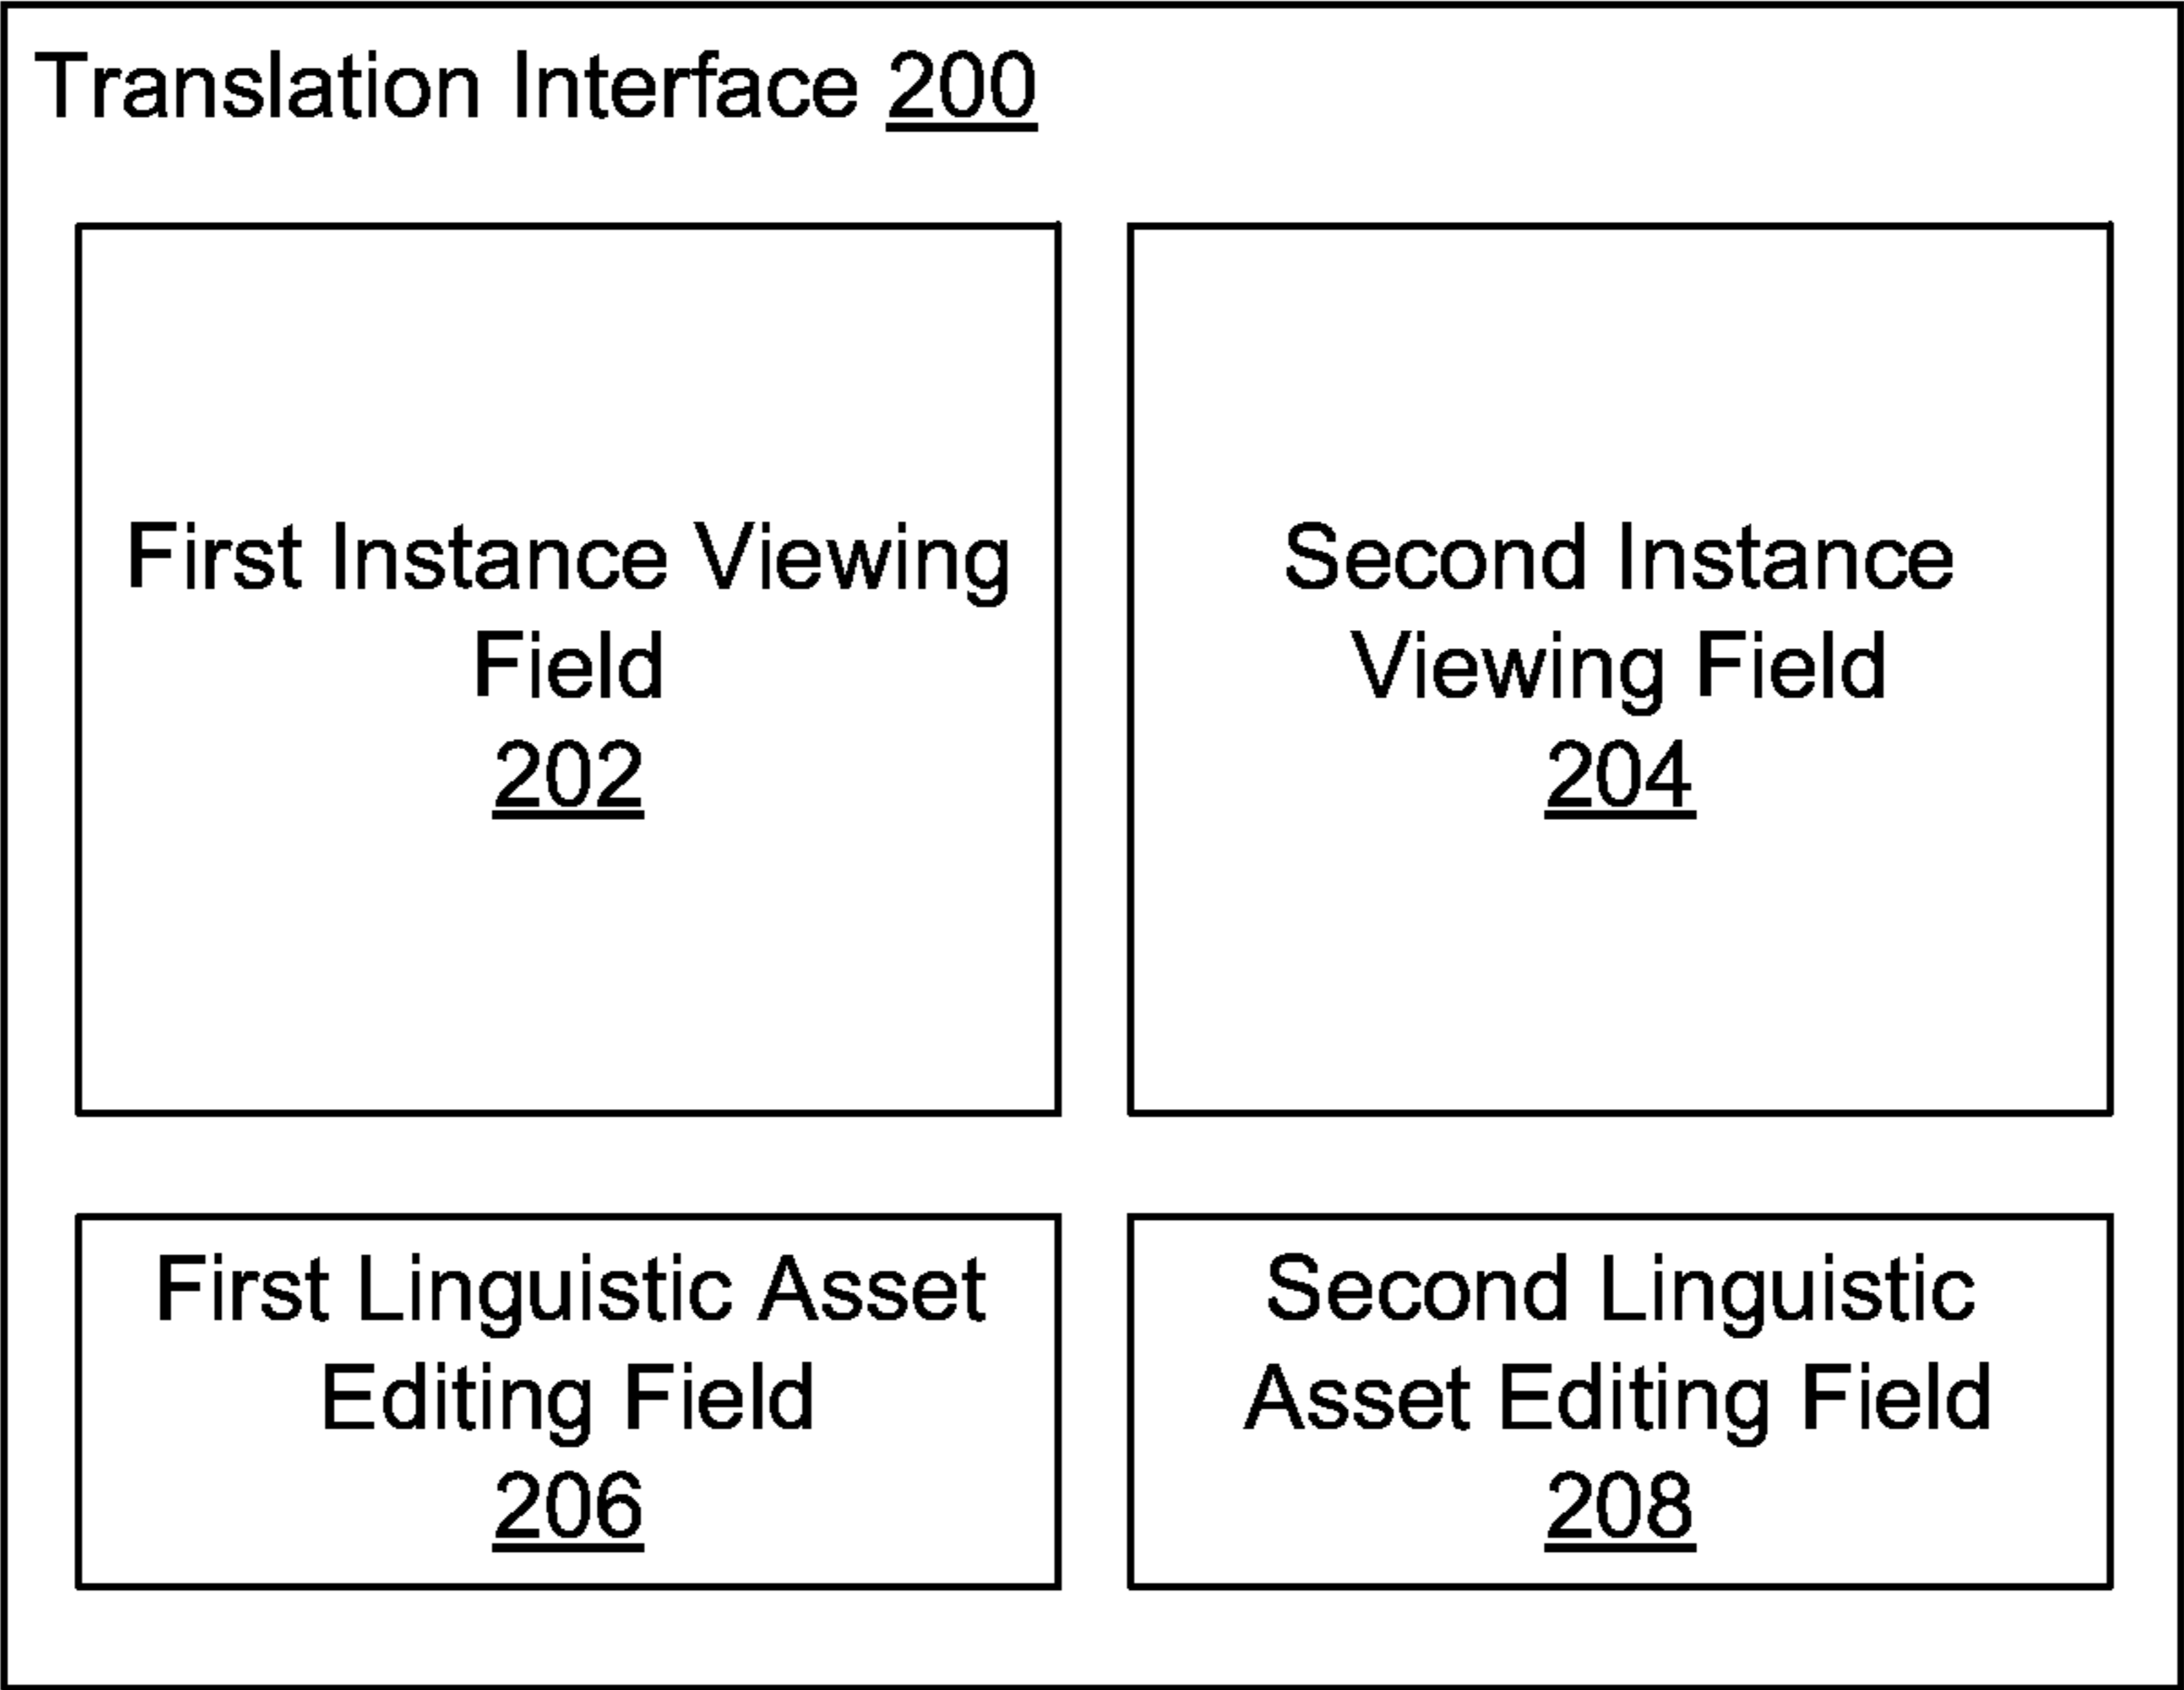 Translation Interface 200
First Instance Viewing
Field
202
Second Instance
Viewing Field
204
First Linguistic Asset
Editing Field
206
Second Linguistic
Asset Editing Field
208